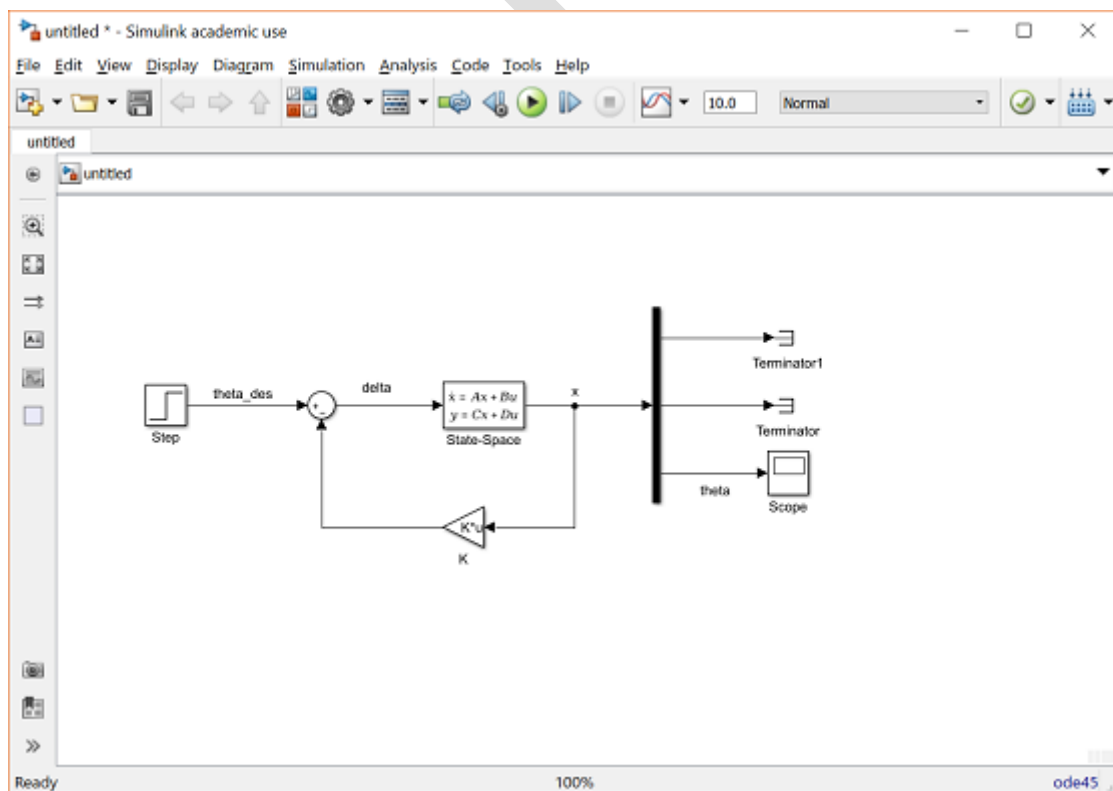 untitled * - Simulink academic use
File Edit View Display Diagram Simulation Analysis Code Tools Help
10.0 Normal
untitled
untitled
Terminator1
theta_des
delta
x
ẋ = Ax + Bu
y = Cx + Du
+
_
Step
State-Space
Terminator
theta
Scope
K*u
K
Ready 100% ode45